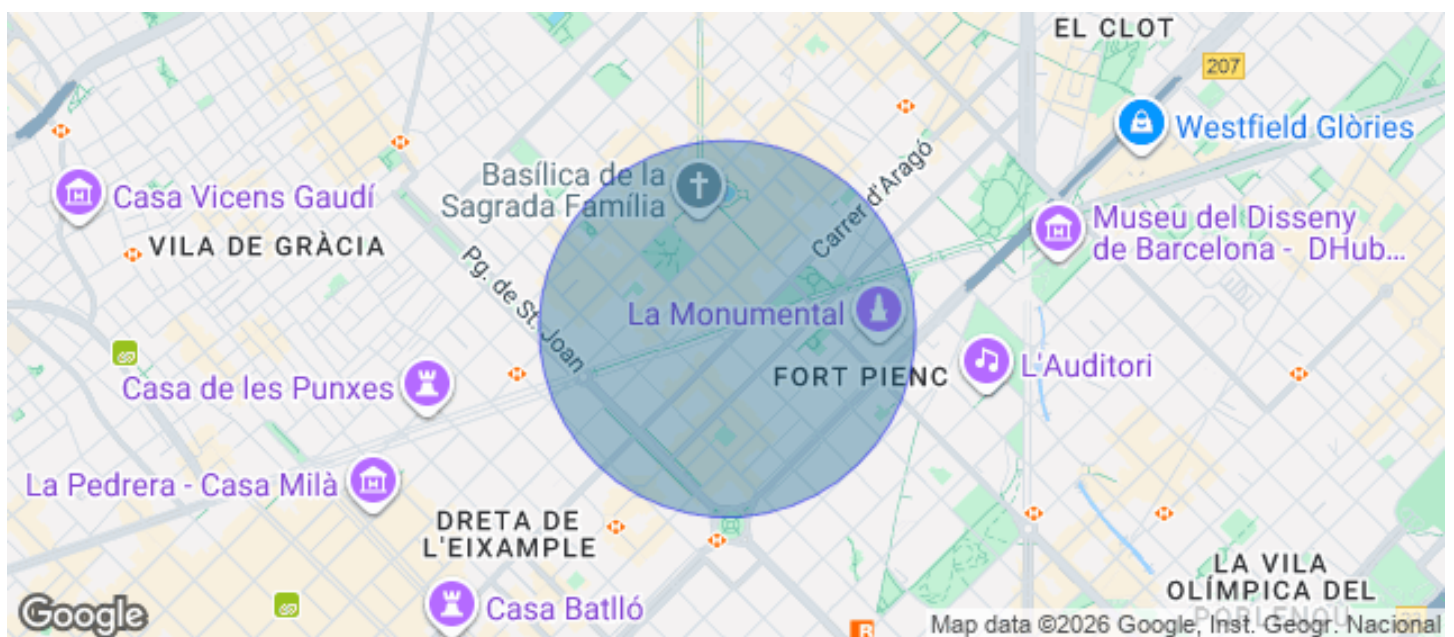 EL CLOT
207
Westfield Glòries
Basílica de la
Sagrada Família
Carrer d'Aragó
Casa Vicens Gaudí
Museu del Disseny
de Barcelona - DHub...
VILA DE GRÀCIA
Pg. de St. Joan
La Monumental
L'Auditori
FORT PIENC
Casa de les Punxes
La Pedrera - Casa Milà
DRETA DE
L'EIXAMPLE
LA VILA
OLÍMPICA DEL
POBLENOU
Casa Batlló
Google
Map data ©2026 Google, Inst. Geogr. Nacional